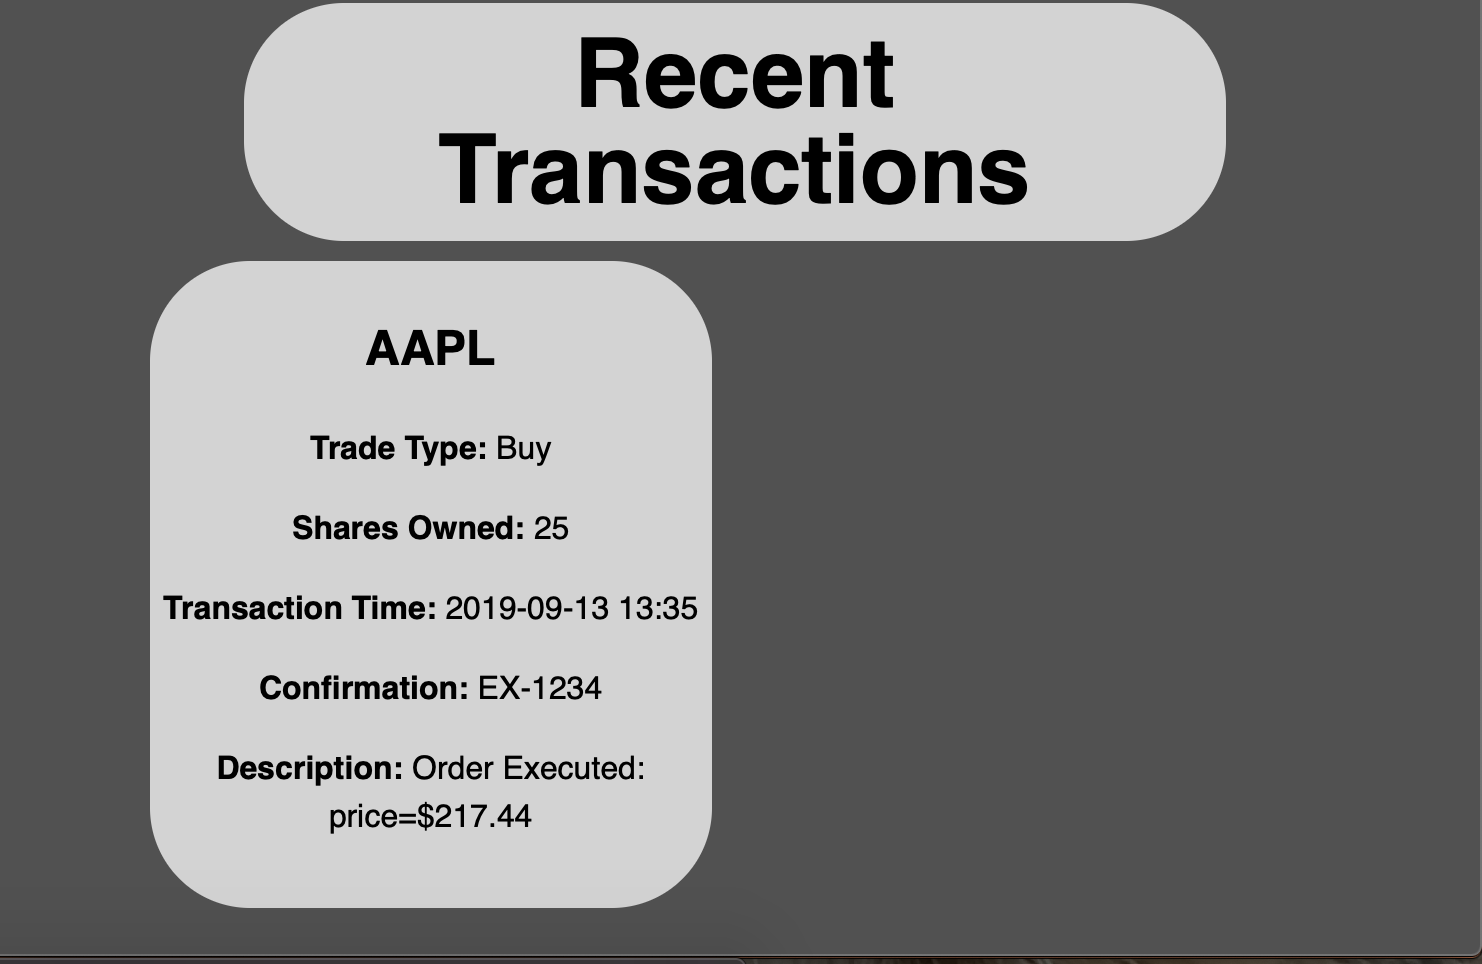 Recent
Transactions
AAPL
Trade Type: Buy
Shares Owned: 25
Transaction Time: 2019-09-13 13:35
Confirmation: EX-1234
Description: Order Executed:
price=$217.44